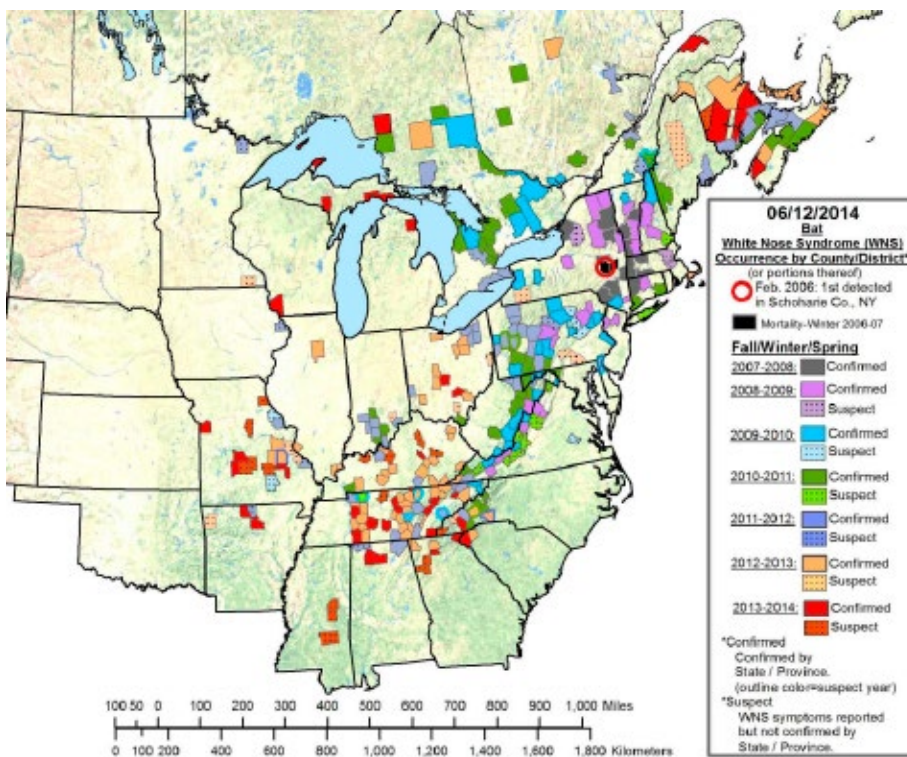 06/12/2014
Bat
White Nose Syndrome (WNS)
Occurrence by County/District*
(or portions thereof)
Feb. 2006: 1st detected
in Schoharie Co., NY
Mortality-Winter 2006-07
Fall/Winter/Spring
2007-2008: Confirmed
2008-2009: Confirmed
Suspect
2009-2010: Confirmed
Suspect
2010-2011: Confirmed
Suspect
2011-2012: Confirmed
Suspect
2012-2013: Confirmed
Suspect
2013-2014: Confirmed
Suspect
*Confirmed
Confirmed by
State / Province.
(outline color=suspect year)
*Suspect
WNS symptoms reported
but not confirmed by
State / Province.
100 50 0 100 200 300 400 500 600 700 800 900 1,000 Miles
0 100 200 400 600 800 1,000 1,200 1,400 1,600 1,800 Kilometers